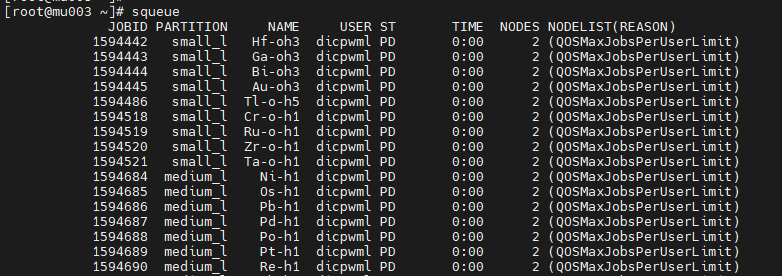 [root@mu003 ~]# squeue
JOBID PARTITION NAME USER ST TIME NODES NODELIST(REASON)
1594442 small_l Hf-oh3 dicpwml PD 0:00 2 (QOSMaxJobsPerUserLimit)
1594443 small_l Ga-oh3 dicpwml PD 0:00 2 (QOSMaxJobsPerUserLimit)
1594444 small_l Bi-oh3 dicpwml PD 0:00 2 (QOSMaxJobsPerUserLimit)
1594445 small_l Au-oh3 dicpwml PD 0:00 2 (QOSMaxJobsPerUserLimit)
1594486 small_l Tl-o-h5 dicpwml PD 0:00 2 (QOSMaxJobsPerUserLimit)
1594518 small_l Cr-o-h1 dicpwml PD 0:00 2 (QOSMaxJobsPerUserLimit)
1594519 small_l Ru-o-h1 dicpwml PD 0:00 2 (QOSMaxJobsPerUserLimit)
1594520 small_l Zr-o-h1 dicpwml PD 0:00 2 (QOSMaxJobsPerUserLimit)
1594521 small_l Ta-o-h1 dicpwml PD 0:00 2 (QOSMaxJobsPerUserLimit)
1594684 medium_l Ni-h1 dicpwml PD 0:00 2 (QOSMaxJobsPerUserLimit)
1594685 medium_l Os-h1 dicpwml PD 0:00 2 (QOSMaxJobsPerUserLimit)
1594686 medium_l Pb-h1 dicpwml PD 0:00 2 (QOSMaxJobsPerUserLimit)
1594687 medium_l Pd-h1 dicpwml PD 0:00 2 (QOSMaxJobsPerUserLimit)
1594688 medium_l Po-h1 dicpwml PD 0:00 2 (QOSMaxJobsPerUserLimit)
1594689 medium_l Pt-h1 dicpwml PD 0:00 2 (QOSMaxJobsPerUserLimit)
1594690 medium_l Re-h1 dicpwml PD 0:00 2 (QOSMaxJobsPerUserLimit)